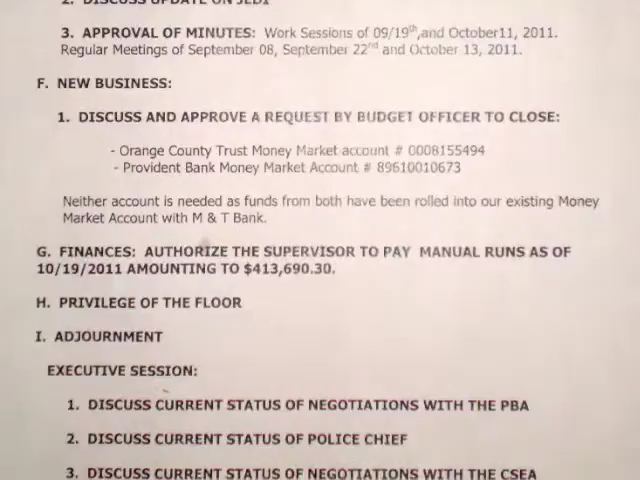 2. DISCUSS UPDATE ON JEDI
3. APPROVAL OF MINUTES: Work Sessions of 09/19th,and October11, 2011.
Regular Meetings of September 08, September 22nd and October 13, 2011.
F. NEW BUSINESS:
1. DISCUSS AND APPROVE A REQUEST BY BUDGET OFFICER TO CLOSE:
- Orange County Trust Money Market account # 0008155494
- Provident Bank Money Market Account # 89610010673
Neither account is needed as funds from both have been rolled into our existing Money
Market Account with M & T Bank.
G. FINANCES: AUTHORIZE THE SUPERVISOR TO PAY MANUAL RUNS AS OF
10/19/2011 AMOUNTING TO $413,690.30.
H. PRIVILEGE OF THE FLOOR
I. ADJOURNMENT
EXECUTIVE SESSION:
1. DISCUSS CURRENT STATUS OF NEGOTIATIONS WITH THE PBA
2. DISCUSS CURRENT STATUS OF POLICE CHIEF
3. DISCUSS CURRENT STATUS OF NEGOTIATIONS WITH THE CSEA